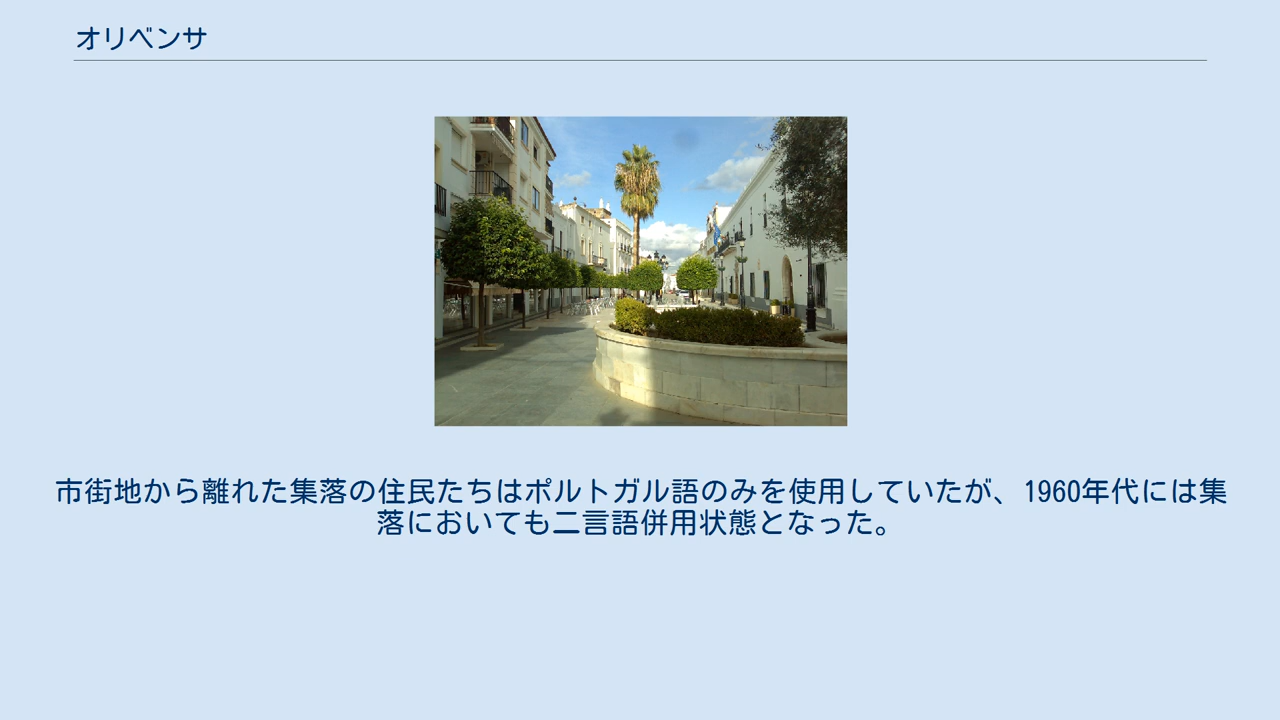 オリベンサ
市街地から離れた集落の住民たちはポルトガル語のみを使用していたが、1960年代には集
落においても二言語併用状態となった。